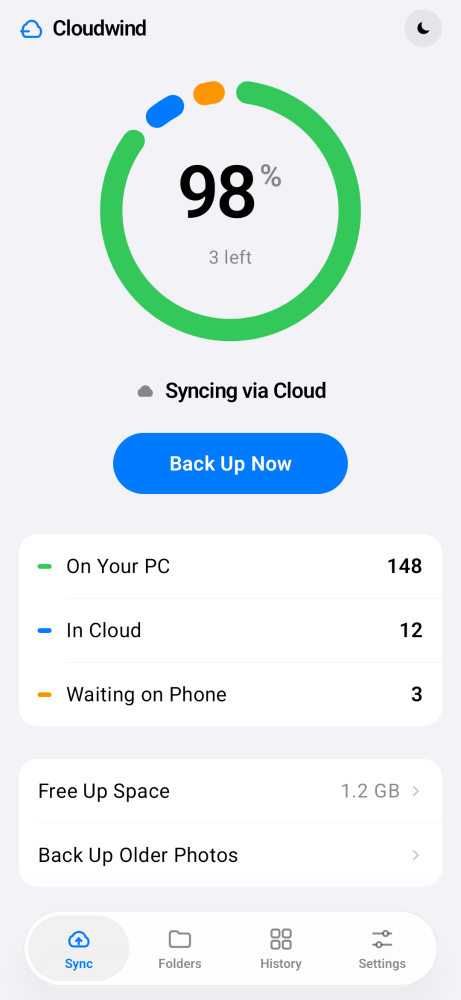 Cloudwind
98%
3 left
Syncing via Cloud
Back Up Now
On Your PC 148
In Cloud 12
Waiting on Phone 3
Free Up Space 1.2 GB
Back Up Older Photos
Sync Folders History Settings